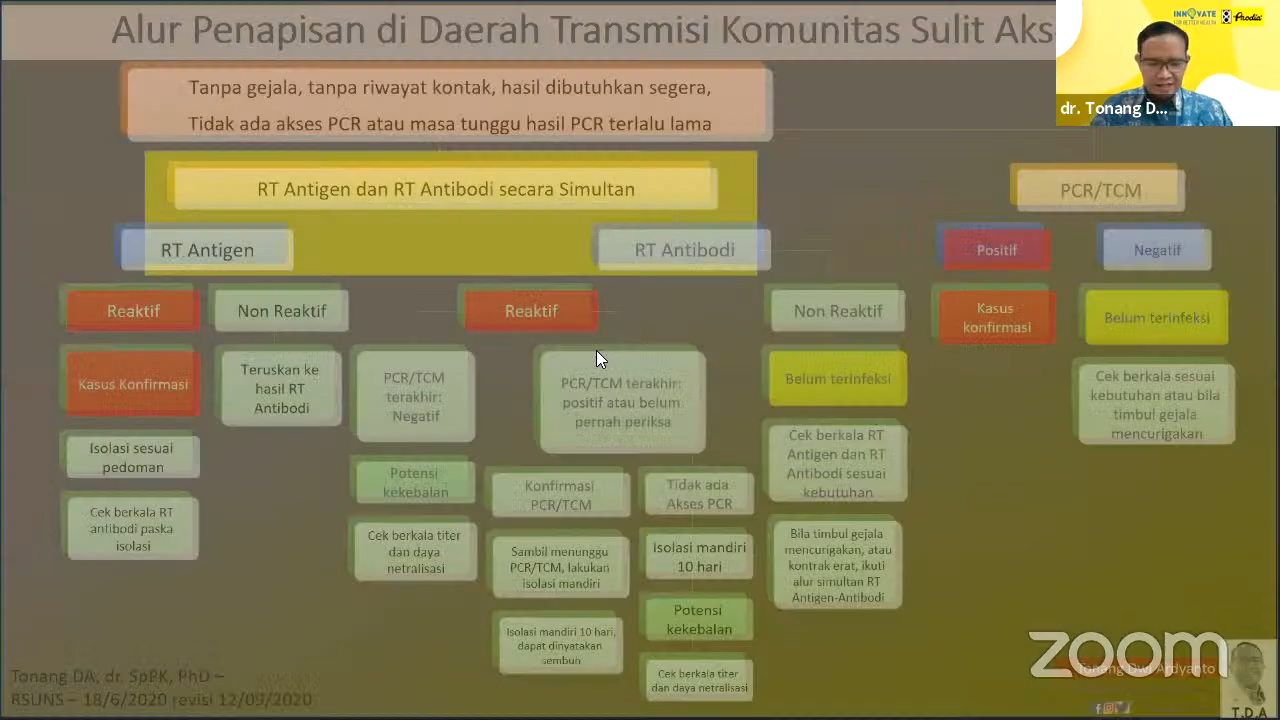 Alur Penapisan di Daerah Transmisi Komunitas Sulit Aks
INNOVATE
FOR BETTER HEALTH
Prodia
dr. Tonang D...
Tanpa gejala, tanpa riwayat kontak, hasil dibutuhkan segera,
Tidak ada akses PCR atau masa tunggu hasil PCR terlalu lama
RT Antigen dan RT Antibodi secara Simultan
PCR/TCM
RT Antigen
RT Antibodi
Positif
Negatif
Reaktif
Non Reaktif
Reaktif
Non Reaktif
Kasus
konfirmasi
Belum terinfeksi
Kasus Konfirmasi
Teruskan ke
hasil RT
Antibodi
PCR/TCM
terakhir:
Negatif
PCR/TCM terakhir:
positif atau belum
pernah periksa
Belum terinfeksi
Cek berkala sesuai
kebutuhan atau bila
timbul gejala
mencurigakan
Isolasi sesuai
pedoman
Potensi
kekebalan
Konfirmasi
PCR/TCM
Tidak ada
Akses PCR
Cek berkala RT
Antigen dan RT
Antibodi sesuai
kebutuhan
Cek berkala RT
antibodi paska
isolasi
Cek berkala titer
dan daya
netralisasi
Sambil menunggu
PCR/TCM, lakukan
isolasi mandiri
Isolasi mandiri
10 hari
Bila timbul gejala
mencurigakan, atau
kontrak erat, ikuti
alur simultan RT
Antigen-Antibodi
Isolasi mandiri 10 hari,
dapat dinyatakan
sembuh
Potensi
kekebalan
Cek berkala titer
dan daya netralisasi
Tonang DA, dr. SpPK, PhD –
RSUNS – 18/6/2020 revisi 12/09/2020
zoom
Tonang Dwi Ardyanto
T.D.A